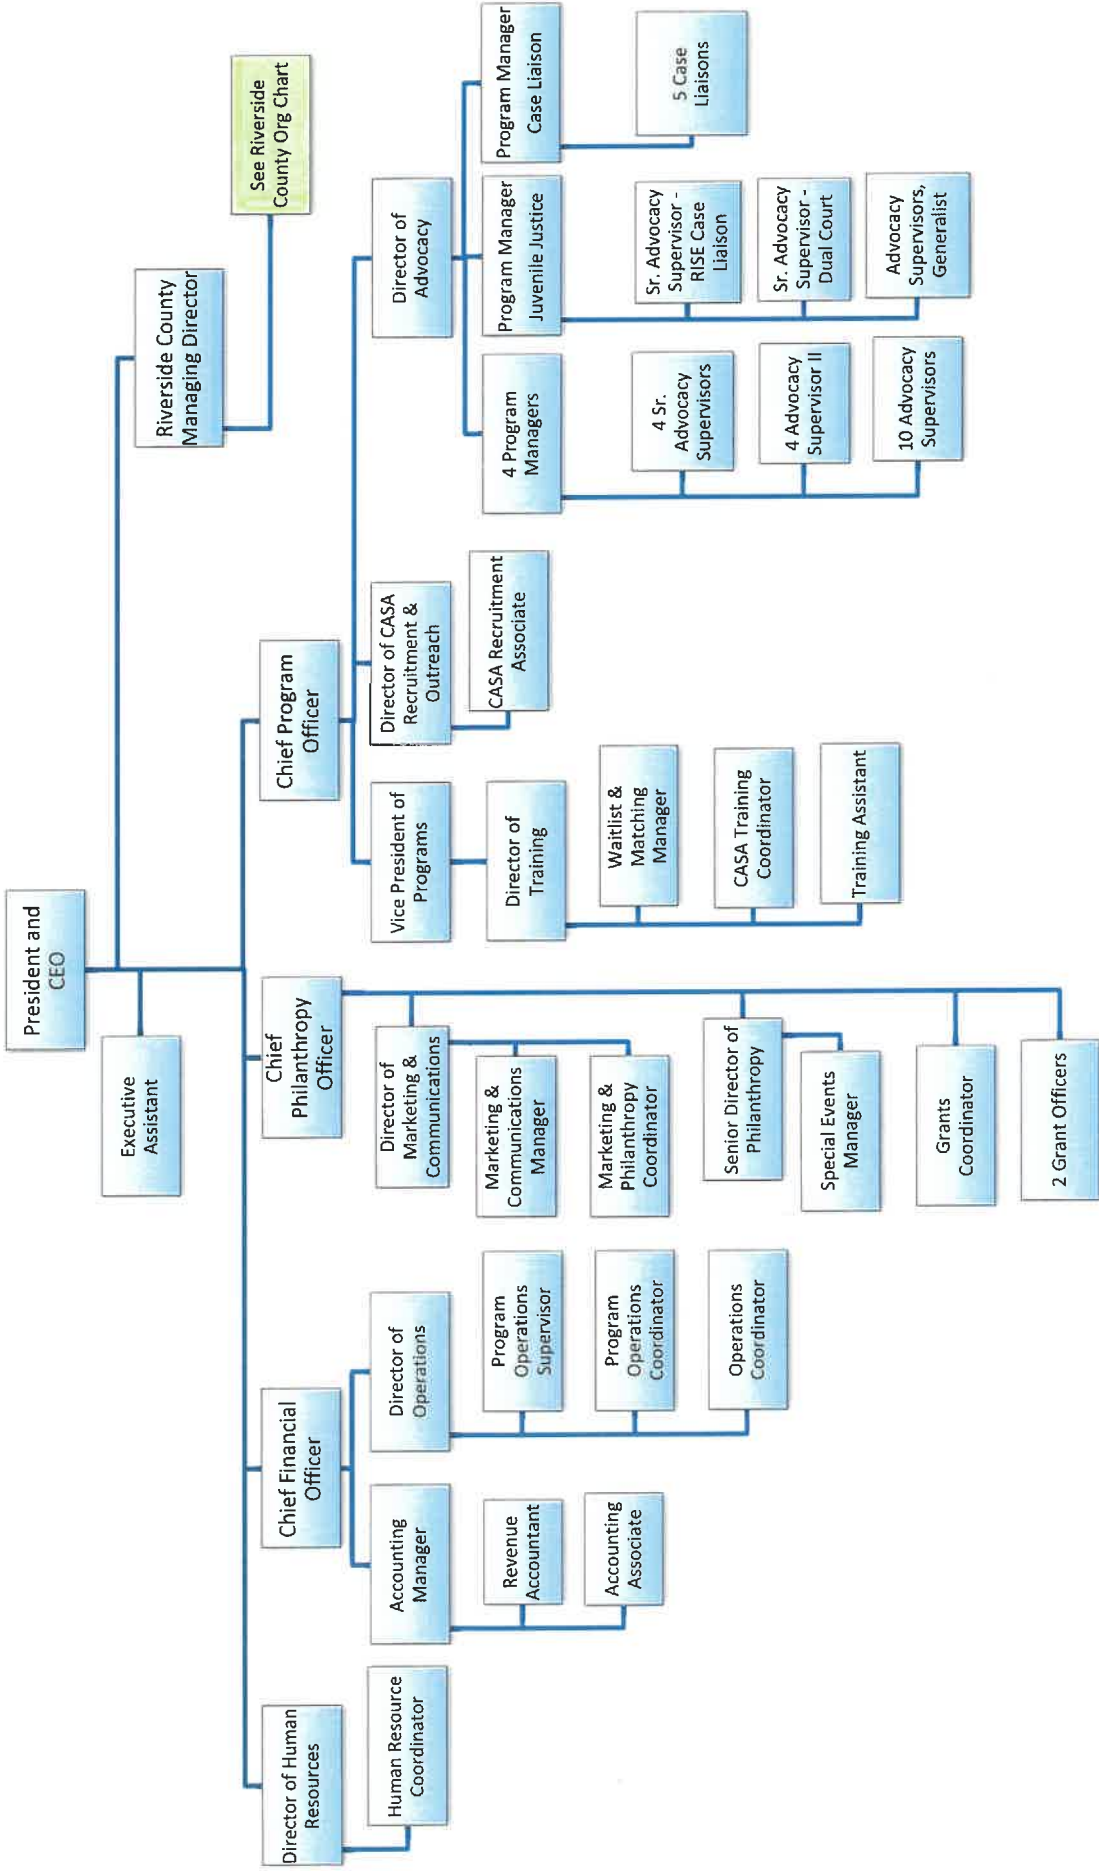 President and
CEO
Executive
Assistant
Riverside County
Managing Director
See Riverside
County Org Chart
Director of Human
Resources
Human Resource
Coordinator
Chief Financial
Officer
Accounting
Manager
Revenue
Accountant
Accounting
Associate
Director of
Operations
Program
Operations
Supervisor
Program
Operations
Coordinator
Operations
Coordinator
Chief
Philanthropy
Officer
Director of
Marketing &
Communications
Marketing &
Communications
Manager
Marketing &
Philanthropy
Coordinator
Senior Director of
Philanthropy
Special Events
Manager
Grants
Coordinator
2 Grant Officers
Chief Program
Officer
Vice President of
Programs
Director of
Training
Waitlist &
Matching
Manager
CASA Training
Coordinator
Training Assistant
Director of CASA
Recruitment &
Outreach
CASA Recruitment
Associate
Director of
Advocacy
4 Program
Managers
4 Sr.
Advocacy
Supervisors
4 Advocacy
Supervisor II
10 Advocacy
Supervisors
Program Manager
Juvenile Justice
Sr. Advocacy
Supervisor -
RISE Case
Liaison
Sr. Advocacy
Supervisor -
Dual Court
Advocacy
Supervisors,
Generalist
Program Manager
Case Liaison
5 Case
Liaisons